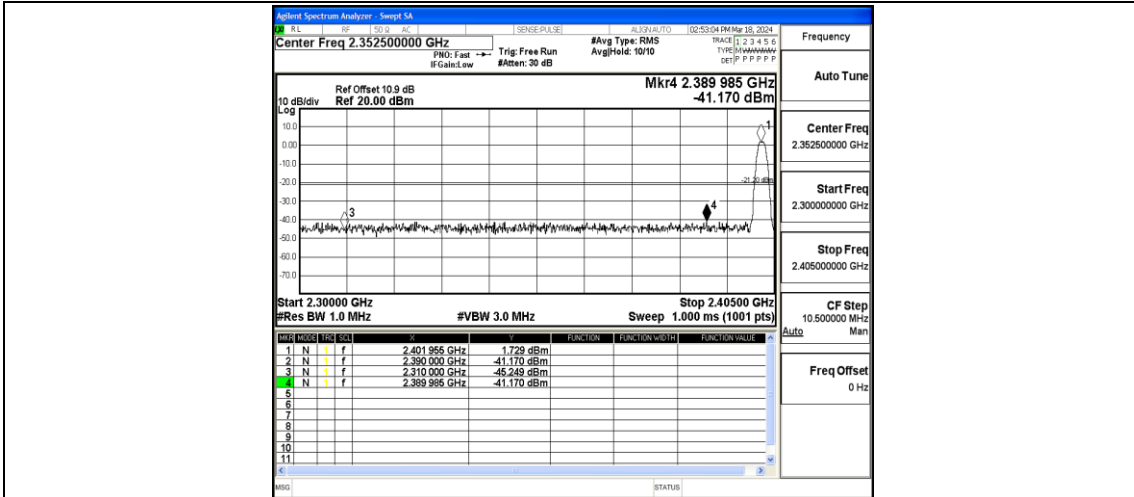 Agilent Spectrum Analyzer - Swept SA
RL RF 50 Ω AC SENSE:PULSE ALIGN AUTO 02:53:04 PM Mar 18, 2024
Center Freq 2.352500000 GHz
PNO: Fast
IFGain:Low
Trig: Free Run
#Atten: 30 dB
#Avg Type: RMS
Avg|Hold: 10/10
TRACE 1 2 3 4 5 6
TYPE M
DET P P P P P P
Frequency
Auto Tune
Center Freq
2.352500000 GHz
Start Freq
2.300000000 GHz
Stop Freq
2.405000000 GHz
CF Step
10.500000 MHz
Auto Man
Freq Offset
0 Hz
Mkr4 2.389 985 GHz
-41.170 dBm
Ref Offset 10.9 dB
10 dB/div Ref 20.00 dBm
Log
10.0
0.00
-10.0
-20.0
-30.0
-40.0
-50.0
-60.0
-70.0
1
-21.20 dBm
3
4
Start 2.30000 GHz Stop 2.40500 GHz
#Res BW 1.0 MHz #VBW 3.0 MHz Sweep 1.000 ms (1001 pts)
MKR MODE TRC SCL X Y FUNCTION FUNCTION WIDTH FUNCTION VALUE
1 N 1 f 2.401 955 GHz 1.729 dBm
2 N 1 f 2.390 000 GHz -41.170 dBm
3 N 1 f 2.310 000 GHz -45.249 dBm
4 N 1 f 2.389 985 GHz -41.170 dBm
5
6
7
8
9
10
11
MSG STATUS